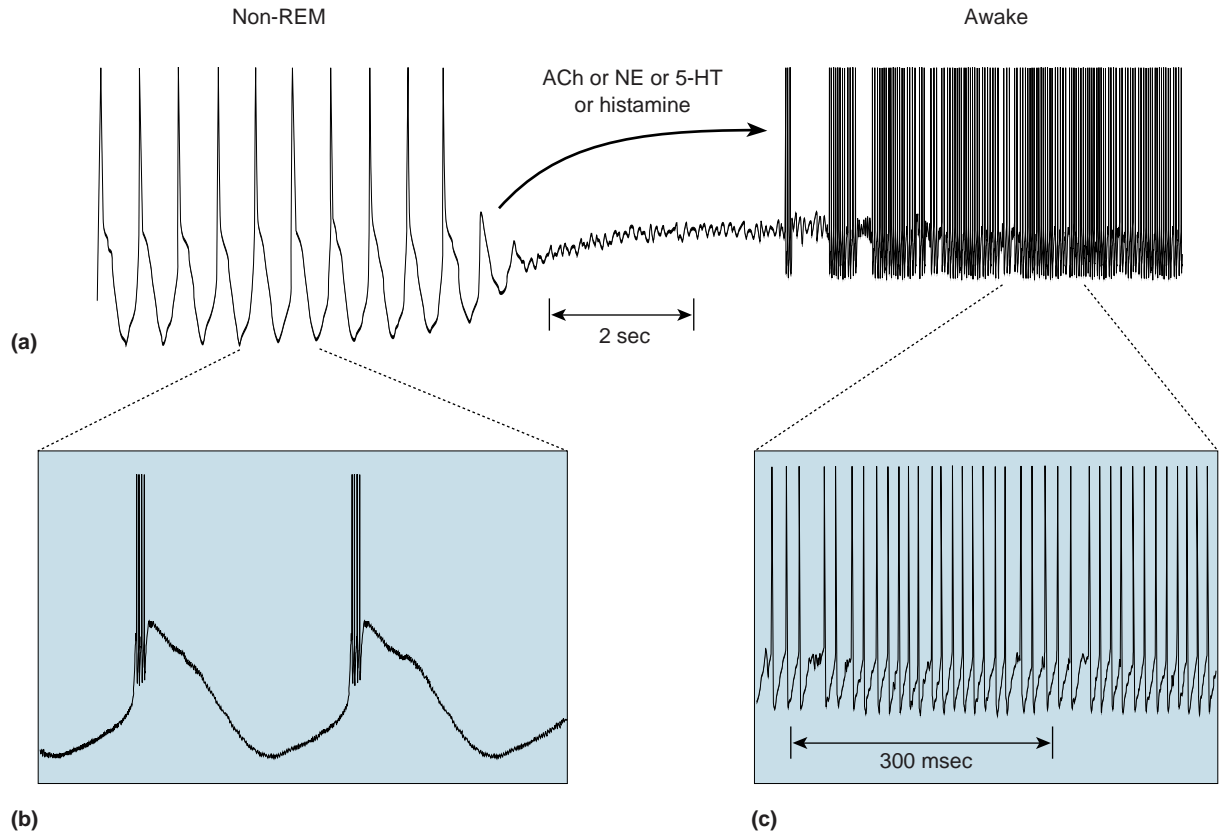 Non-REM
Awake
ACh or NE or 5-HT
or histamine
2 sec
(a)
300 msec
(b)
(c)